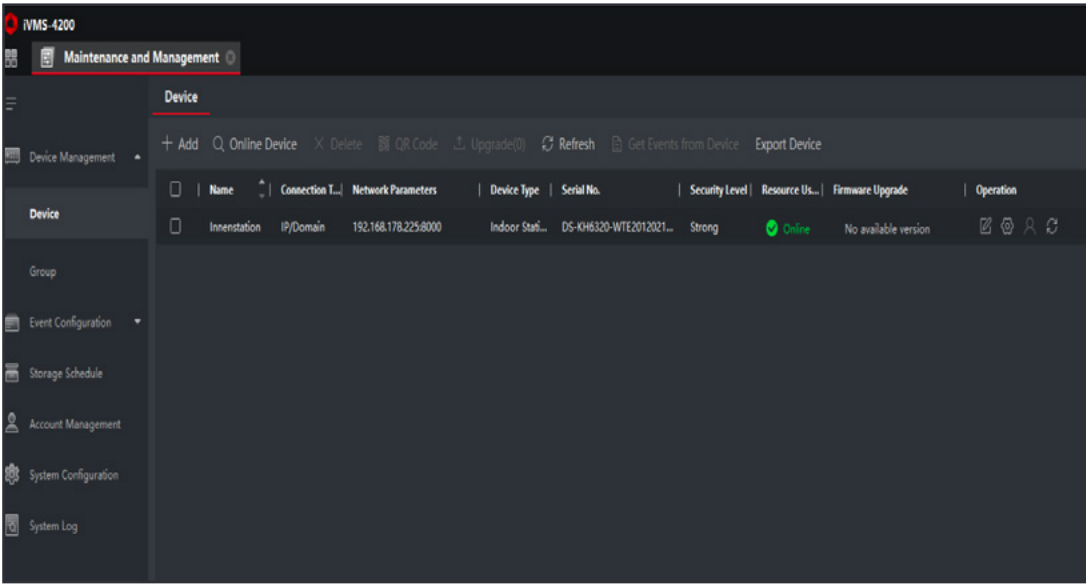 iVMS-4200
Maintenance and Management
Device
Add Online Device Delete QR Code Upgrade(0) Refresh Get Events from Device Export Device
Device Management
Name Connection T... Network Parameters Device Type Serial No. Security Level Resource Us... Firmware Upgrade Operation
Device
Innenstation IP/Domain 192.168.178.225:8000 Indoor Stati... DS-KH6320-WTE2012021... Strong Online No available version
Group
Event Configuration
Storage Schedule
Account Management
System Configuration
System Log